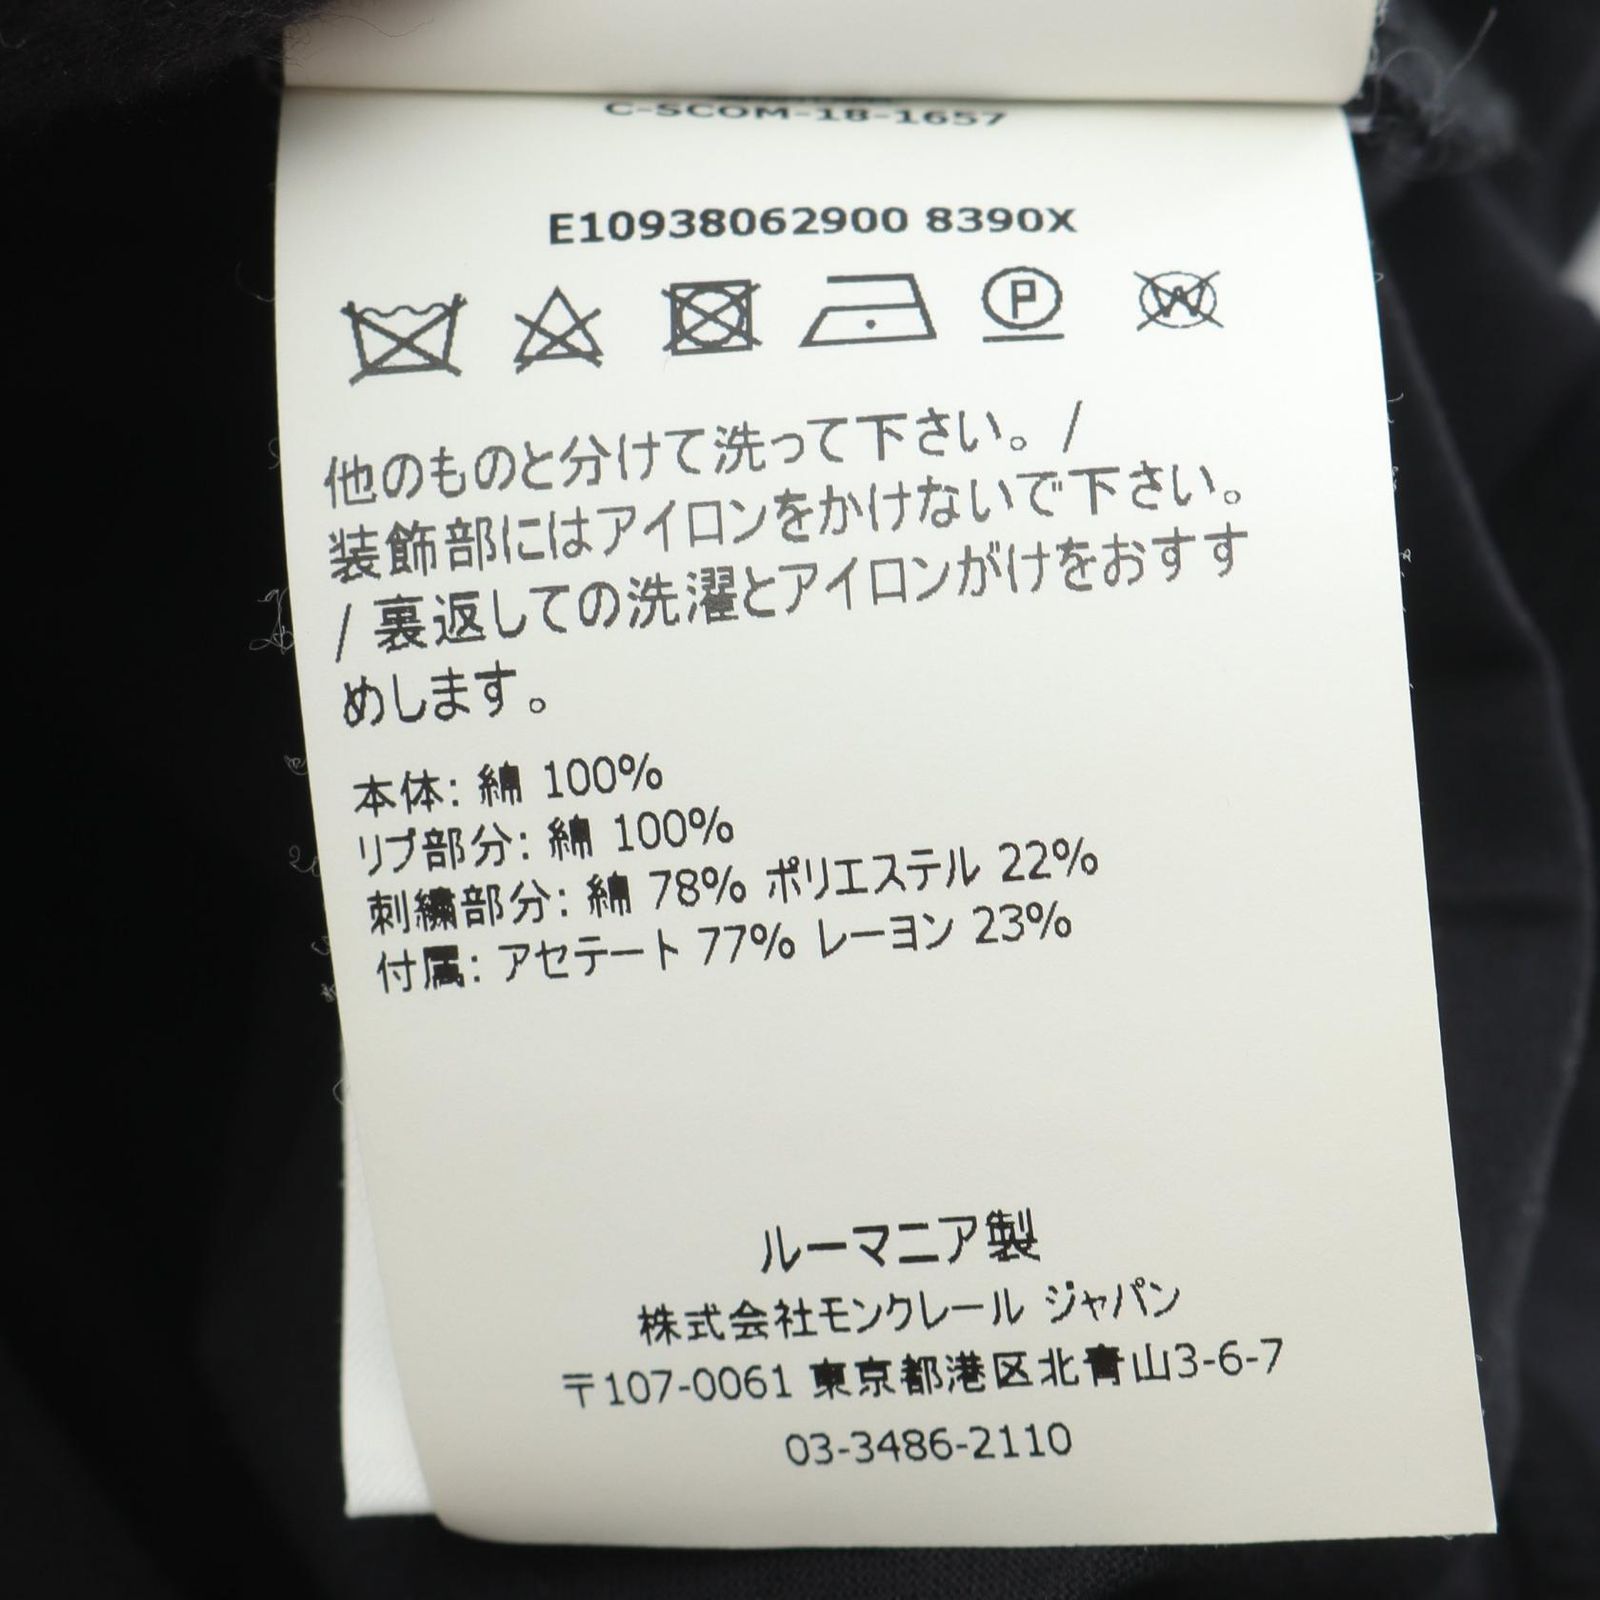 C-SCOM-18-1657
E10938062900 8390X
P
W
他のものと分けて洗って下さい。/
装飾部にはアイロンをかけないで下さい。
/ 裏返しての洗濯とアイロンがけをおすす
めします。
本体: 綿 100%
リブ部分: 綿 100%
刺繍部分: 綿 78% ポリエステル 22%
付属: アセテート 77% レーヨン 23%
ルーマニア製
株式会社モンクレール ジャパン
〒107-0061 東京都港区北青山3-6-7
03-3486-2110